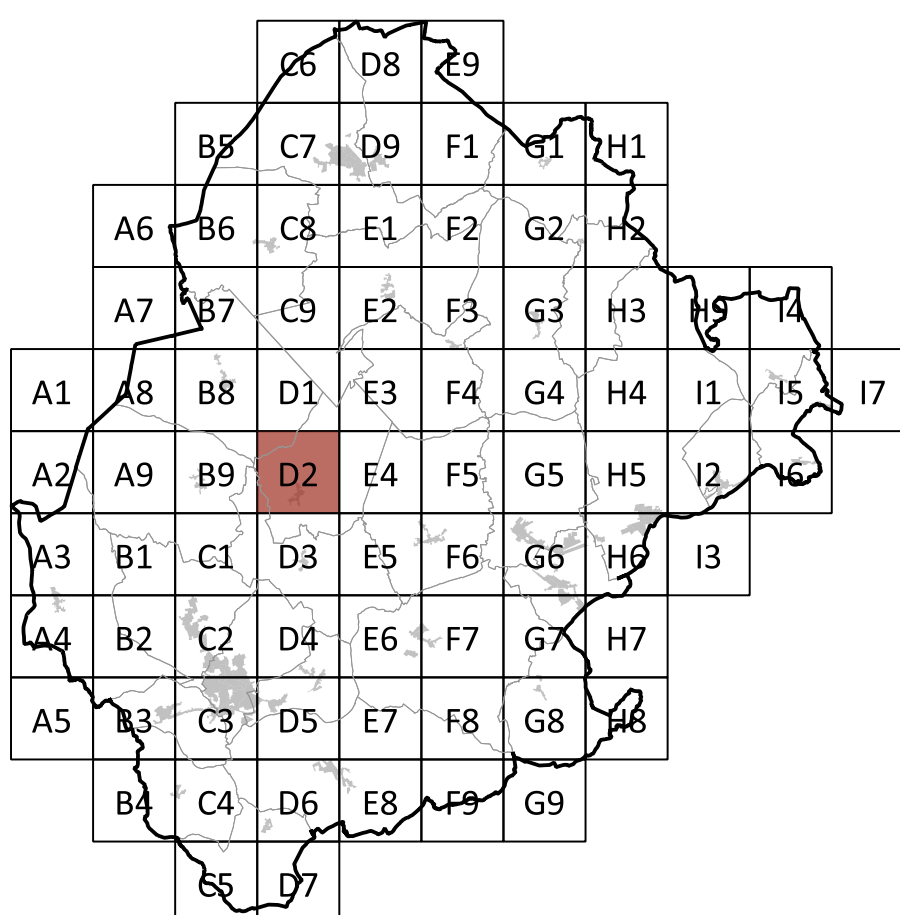 C6 D8 E9
B5 C7 D9 F1 G1 H1
A6 B6 C8 E1 F2 G2 H2
A7 B7 C9 E2 F3 G3 H3 H9 I4
A1 A8 B8 D1 E3 F4 G4 H4 I1 I5 I7
A2 A9 B9 D2 E4 F5 G5 H5 I2 I6
A3 B1 C1 D3 E5 F6 G6 H6 I3
A4 B2 C2 D4 E6 F7 G7 H7
A5 B3 C3 D5 E7 F8 G8 H8
B4 C4 D6 E8 F9 G9
C5 D7